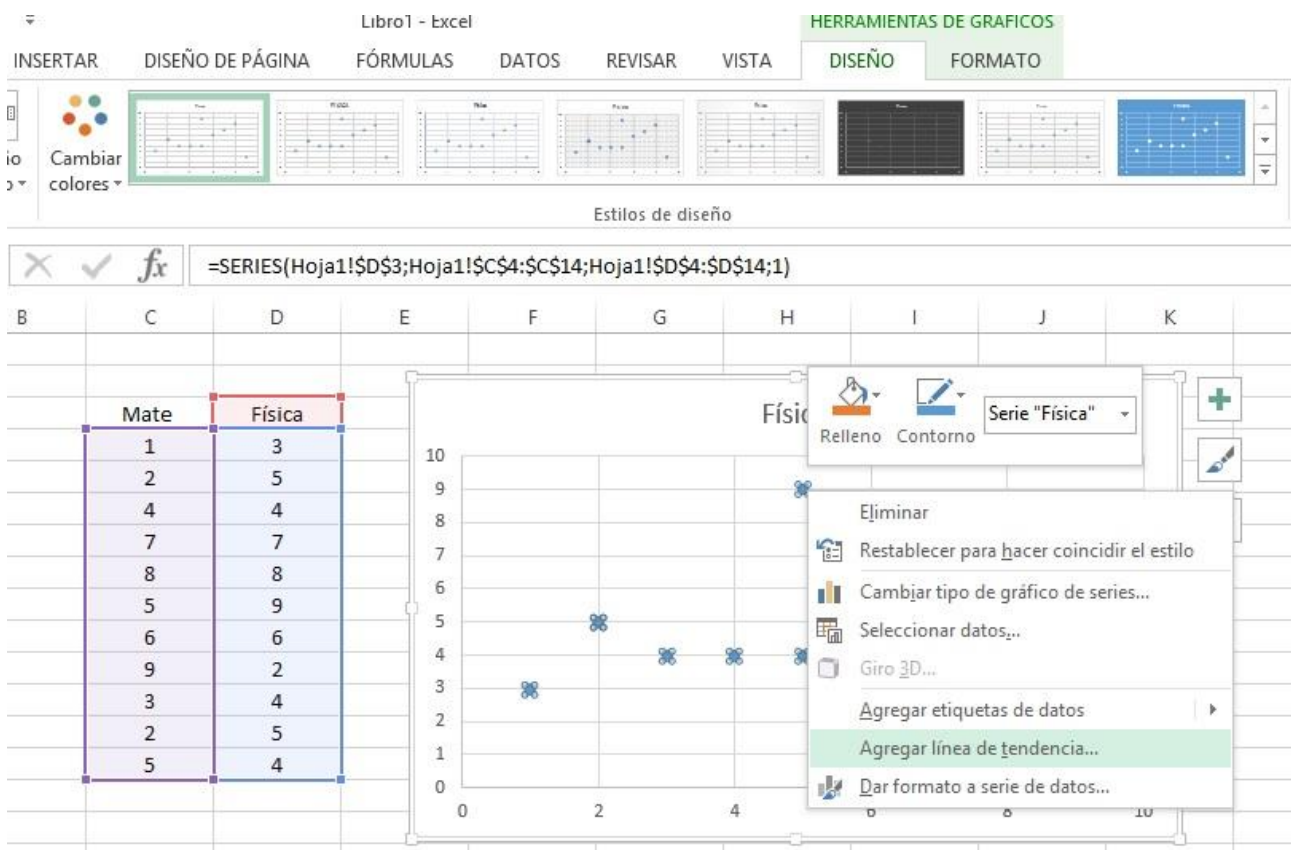 Libro1 - Excel
HERRAMIENTAS DE GRÁFICOS
INSERTAR DISEÑO DE PÁGINA FÓRMULAS DATOS REVISAR VISTA DISEÑO FORMATO
Cambiar
colores
Estilos de diseño
fx =SERIES(Hoja1!$D$3;Hoja1!$C$4:$C$14;Hoja1!$D$4:$D$14;1)
B C D E F G H I J K
Mate Física
1 3
2 5
4 4
7 7
8 8
5 9
6 6
9 2
3 4
2 5
5 4
10
9
8
7
6
5
4
3
2
1
0
0 2 4 6 8 10
Relleno Contorno Serie "Física"
Eliminar
Restablecer para hacer coincidir el estilo
Cambiar tipo de gráfico de series...
Seleccionar datos...
Giro 3D...
Agregar etiquetas de datos
Agregar línea de tendencia...
Dar formato a serie de datos...